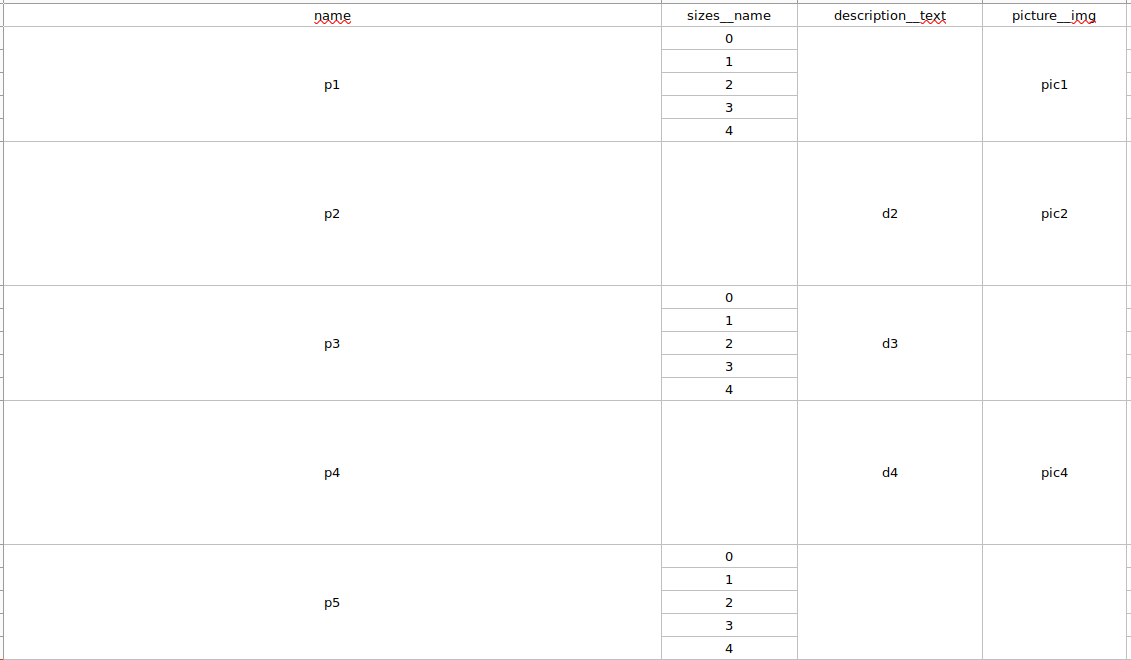 name sizes__name description__text picture__img
0
1
p1 2 pic1
3
4
p2 d2 pic2
0
1
p3 2 d3
3
4
p4 d4 pic4
0
1
p5 2
3
4